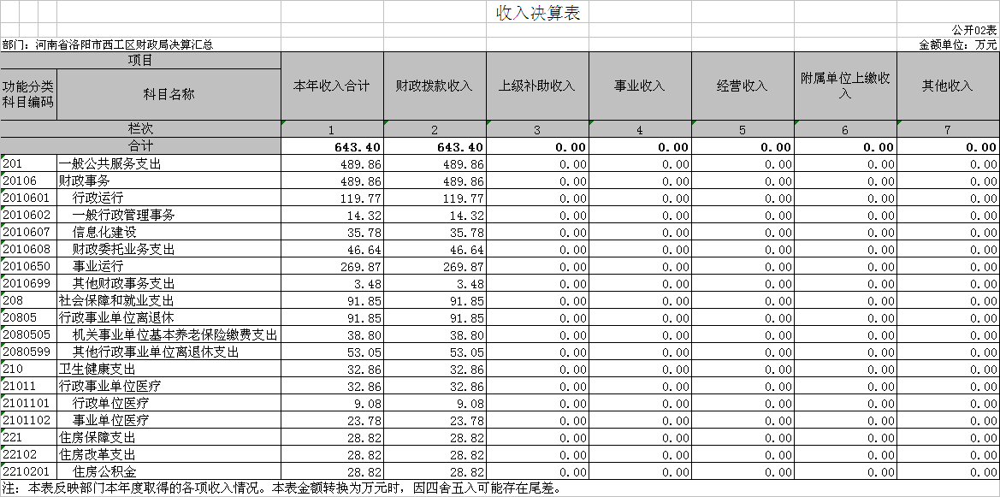 收入决算表
公开02表
部门：河南省洛阳市西工区财政局决算汇总 金额单位：万元
项目 本年收入合计 财政拨款收入 上级补助收入 事业收入 经营收入 附属单位上缴收入 其他收入
功能分类科目编码 科目名称
栏次 1 2 3 4 5 6 7
合计 643.40 643.40 0.00 0.00 0.00 0.00 0.00
201 一般公共服务支出 489.86 489.86 0.00 0.00 0.00 0.00 0.00
20106 财政事务 489.86 489.86 0.00 0.00 0.00 0.00 0.00
2010601 行政运行 119.77 119.77 0.00 0.00 0.00 0.00 0.00
2010602 一般行政管理事务 14.32 14.32 0.00 0.00 0.00 0.00 0.00
2010607 信息化建设 35.78 35.78 0.00 0.00 0.00 0.00 0.00
2010608 财政委托业务支出 46.64 46.64 0.00 0.00 0.00 0.00 0.00
2010650 事业运行 269.87 269.87 0.00 0.00 0.00 0.00 0.00
2010699 其他财政事务支出 3.48 3.48 0.00 0.00 0.00 0.00 0.00
208 社会保障和就业支出 91.85 91.85 0.00 0.00 0.00 0.00 0.00
20805 行政事业单位离退休 91.85 91.85 0.00 0.00 0.00 0.00 0.00
2080505 机关事业单位基本养老保险缴费支出 38.80 38.80 0.00 0.00 0.00 0.00 0.00
2080599 其他行政事业单位离退休支出 53.05 53.05 0.00 0.00 0.00 0.00 0.00
210 卫生健康支出 32.86 32.86 0.00 0.00 0.00 0.00 0.00
21011 行政事业单位医疗 32.86 32.86 0.00 0.00 0.00 0.00 0.00
2101101 行政单位医疗 9.08 9.08 0.00 0.00 0.00 0.00 0.00
2101102 事业单位医疗 23.78 23.78 0.00 0.00 0.00 0.00 0.00
221 住房保障支出 28.82 28.82 0.00 0.00 0.00 0.00 0.00
22102 住房改革支出 28.82 28.82 0.00 0.00 0.00 0.00 0.00
2210201 住房公积金 28.82 28.82 0.00 0.00 0.00 0.00 0.00
注：本表反映部门本年度取得的各项收入情况。本表金额转换为万元时，因四舍五入可能存在尾差。